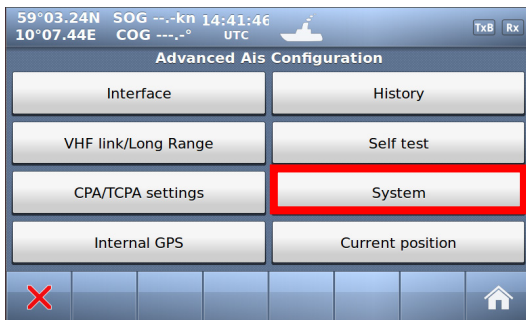 59°03.24N SOG --.-kn 14:41:46
10°07.44E COG ---.-° UTC
TxB Rx
Advanced Ais Configuration
Interface History
VHF link/Long Range Self test
CPA/TCPA settings System
Internal GPS Current position